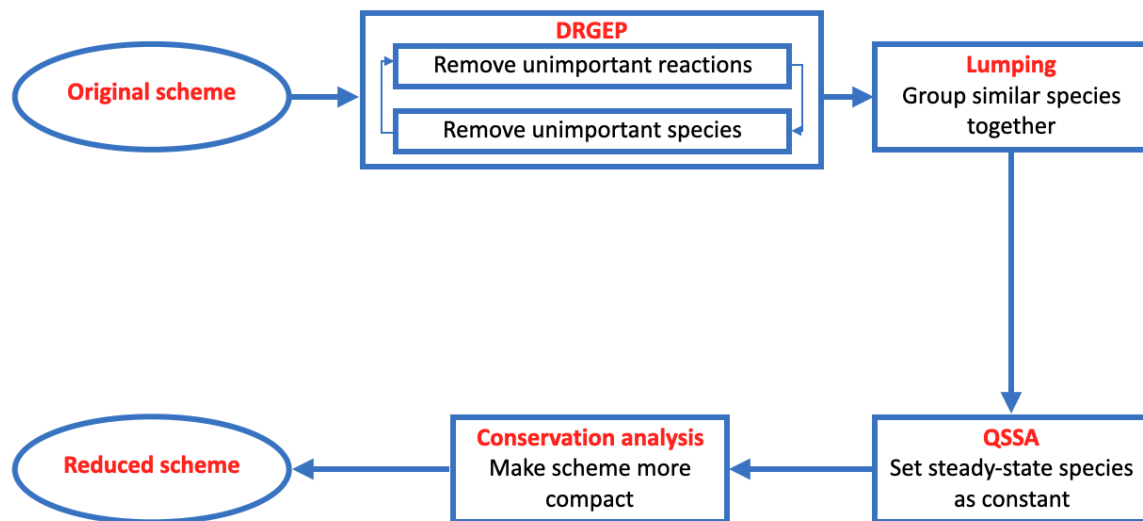 Original scheme
DRGEP
Remove unimportant reactions
Remove unimportant species
Lumping
Group similar species
together
QSSA
Set steady-state species
as constant
Conservation analysis
Make scheme more
compact
Reduced scheme